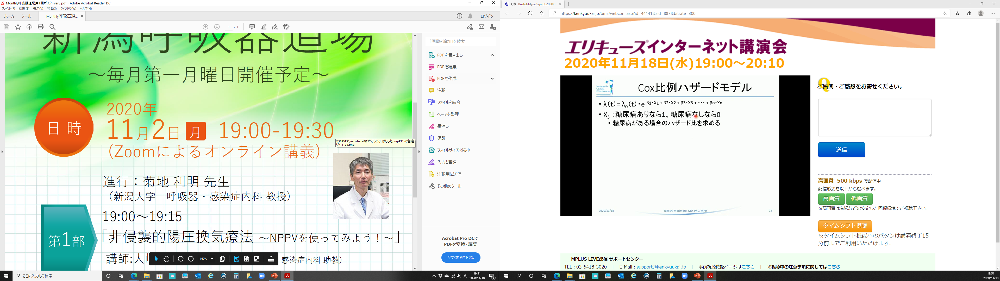 Monthly呼吸器道場第1回ポスターver3.pdf - Adobe Acrobat Reader DC
ファイル(F) 編集(E) 表示(V) 署名(S) ウィンドウ(W) ヘルプ(H)
ホーム ツール Monthly呼吸器道... × ログイン
1 / 1
新潟呼吸器道場
～毎月第一月曜日開催予定～
日時
2020年
11月2日 月 19:00-19:30
（Zoomによるオンライン講義）
\\SERVER\mac-share\塚本\アスクルばらしたpng\P11 の色違
い\11_bg.png
進行：菊地 利明 先生
（新潟大学 呼吸器・感染症内科 教授）
第1部
19:00～19:15
「非侵襲的陽圧換気療法 ～NPPVを使ってみよう！～」
講師:大
感染症内科 助教）
167%
「画像を追加」を検索
PDF を書き出し
PDF を編集
PDF を作成
注釈
ファイルを結合
ページを整理
墨消し
保護
ファイルサイズを縮小
入力と署名
注釈用に送信
その他のツール
Acrobat Pro DCで
PDFを変換・編集
今すぐ無料でお試し
ここに入力して検索
A
19:51
2020/11/18
Bristol-MyersSquibb2020/1
https://kenkyuukai.jp/bms/webconf.asp?id=44141&sid=887&bitrate=300
エリキュース®インターネット講演会
2020年11月18日(水)19:00～20:10
Institute for
Clinical
Effectiveness
Cox比例ハザードモデル
• λ(t)= λ0(t)・e β1・X1 + β2・X2 + β3・X3 + ・・・ + βn・Xn
• X3：糖尿病ありなら1、糖尿病なしなら0
• 糖尿病がある場合のハザード比を求める
2020/11/18 Takeshi Morimoto, MD, PhD, MPH 72
Q
ご質問・ご感想をお寄せください。
送信
高画質 500 kbps で配信中
配信形式を以下から選べます。
高画質 低画質
※高画質は有線などの安定した回線環境でご視聴下さい。
タイムシフト視聴
※タイムシフト機能へのボタンは講演終了15
分前までご利用いただけます。
MPLUS LIVE配信 サポートセンター
TEL：03-6418-3020 ｜ E-Mail：support@kenkyuukai.jp ｜ 事前視聴確認ページはこちら ｜ ※視聴中の注意事項に関してはこちら
19:51
2020/11/18